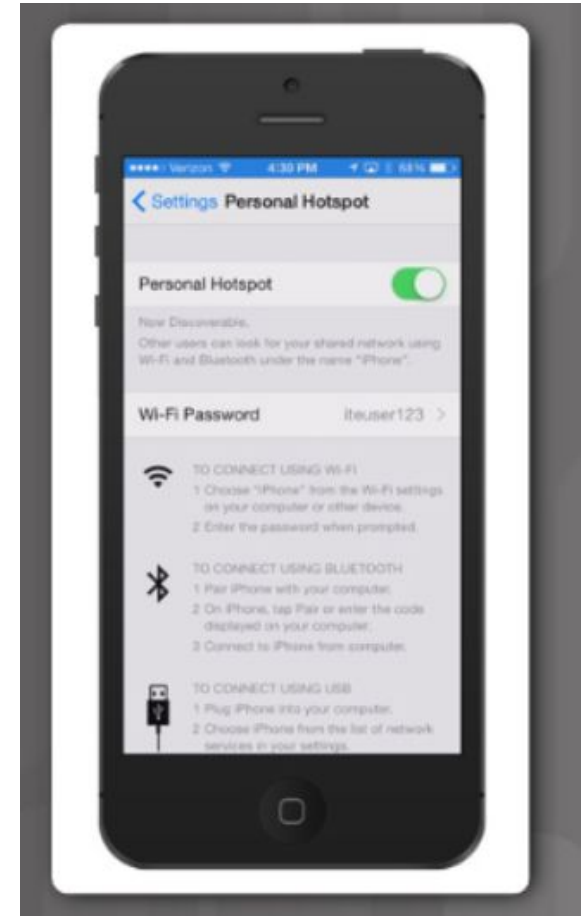 Verizon 4:39 PM 68%
Settings Personal Hotspot
Personal Hotspot
Now Discoverable.
Other users can look for your shared network using
Wi-Fi and Bluetooth under the name "iPhone".
Wi-Fi Password iteuser123
TO CONNECT USING WI-FI
1 Choose "iPhone" from the Wi-Fi settings
on your computer or other device.
2 Enter the password when prompted.
TO CONNECT USING BLUETOOTH
1 Pair iPhone with your computer.
2 On iPhone, tap Pair or enter the code
displayed on your computer.
3 Connect to iPhone from computer.
TO CONNECT USING USB
1 Plug iPhone into your computer.
2 Choose iPhone from the list of network
services in your settings.